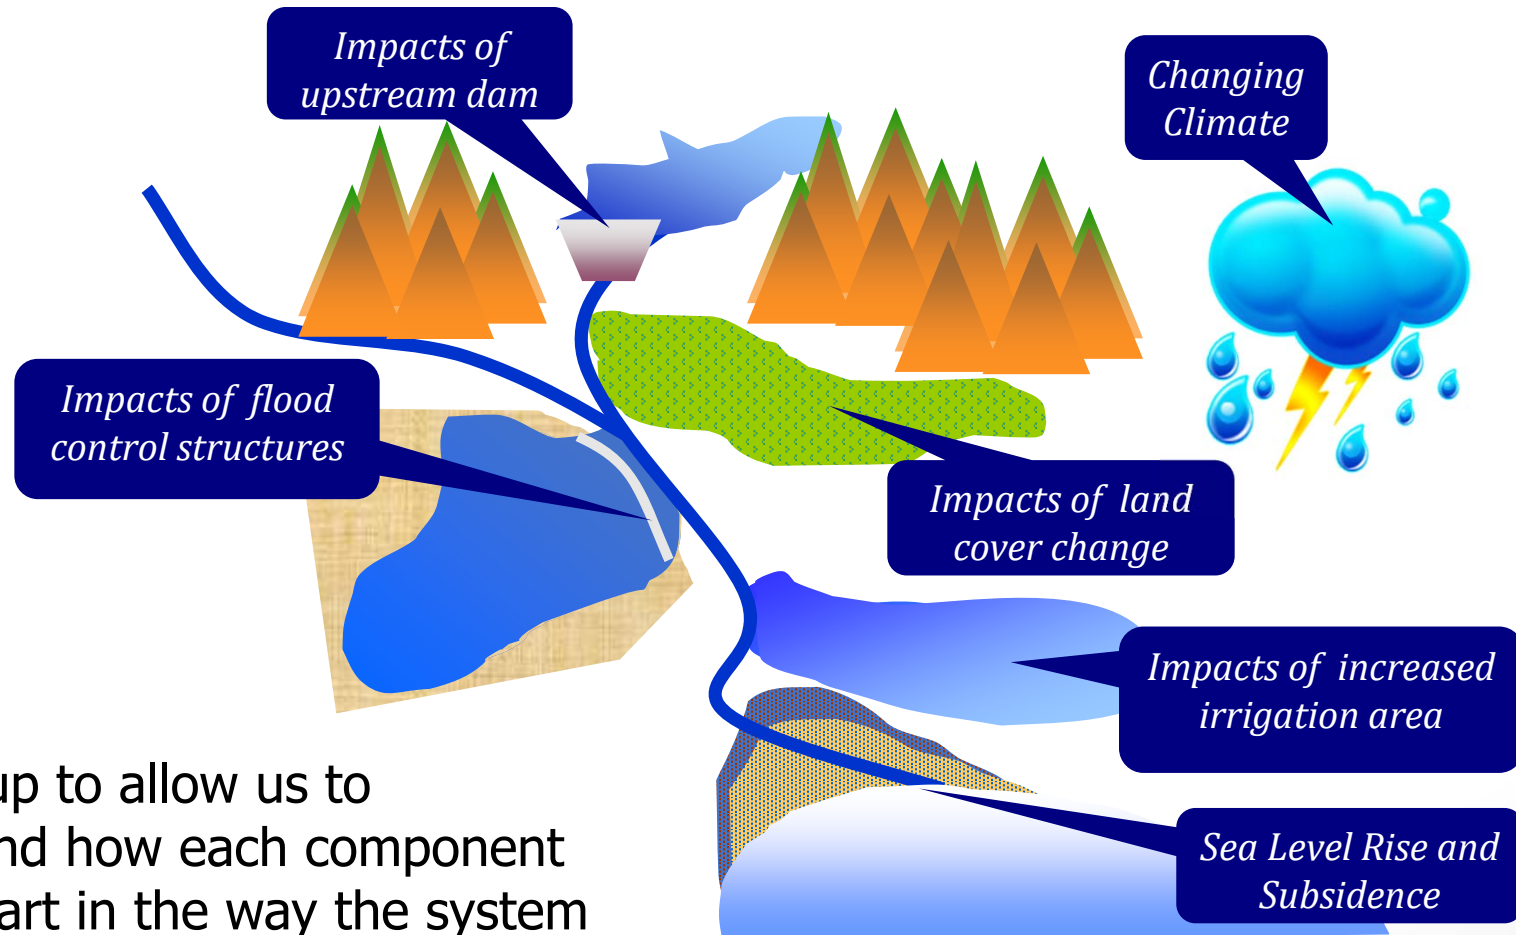 Impacts of
upstream dam
Changing
Climate
Impacts of flood
control structures
Impacts of land
cover change
Impacts of increased
irrigation area
Sea Level Rise and
Subsidence
up to allow us to
nd how each component
art in the way the system